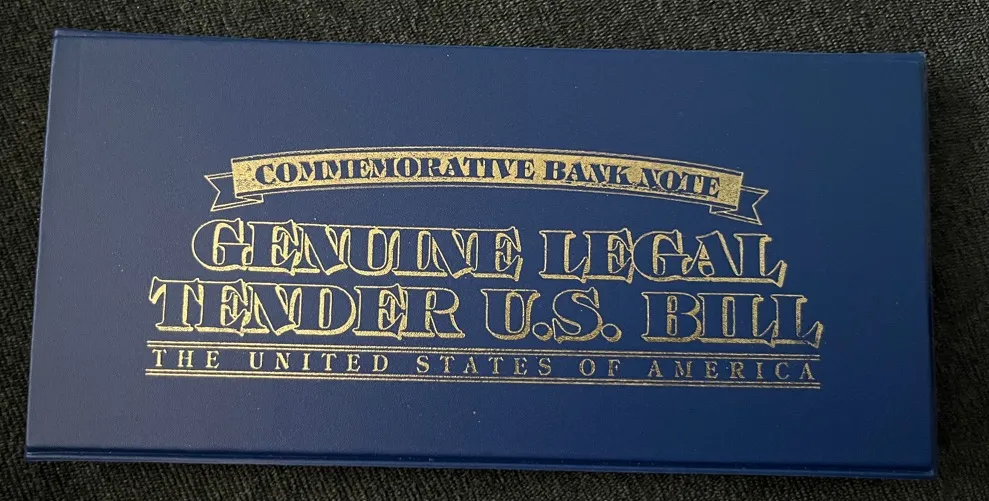 COMMEMORATIVE BANK NOTE
GENUINE LEGAL
TENDER U.S. BILL
THE UNITED STATES OF AMERICA